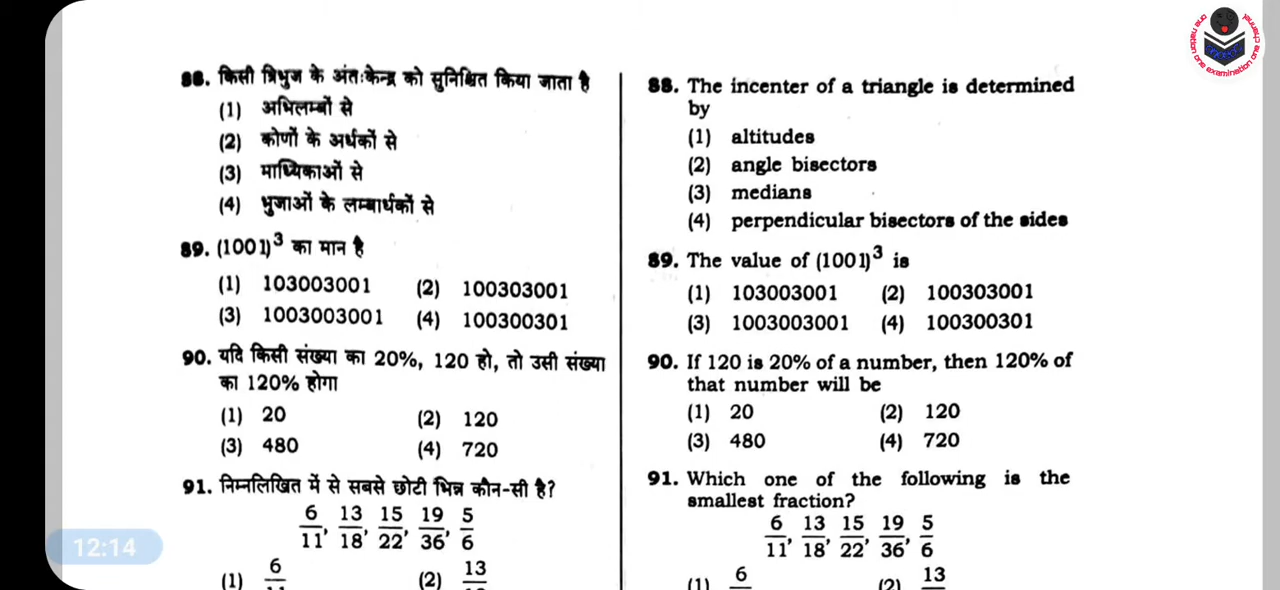 88. किसी त्रिभुज के अंतःकेन्द्र को सुनिश्चित किया जाता है
(1) अभिलम्बों से
(2) कोणों के अर्धकों से
(3) माध्यिकाओं से
(4) भुजाओं के लम्बार्धकों से
89. (1001)³ का मान है
(1) 103003001 (2) 100303001
(3) 1003003001 (4) 100300301
90. यदि किसी संख्या का 20%, 120 हो, तो उसी संख्या
का 120% होगा
(1) 20 (2) 120
(3) 480 (4) 720
91. निम्नलिखित में से सबसे छोटी भिन्न कौन-सी है?
6/11, 13/18, 15/22, 19/36, 5/6
(1) 6 (2) 13
88. The incenter of a triangle is determined
by
(1) altitudes
(2) angle bisectors
(3) medians
(4) perpendicular bisectors of the sides
89. The value of (1001)³ is
(1) 103003001 (2) 100303001
(3) 1003003001 (4) 100300301
90. If 120 is 20% of a number, then 120% of
that number will be
(1) 20 (2) 120
(3) 480 (4) 720
91. Which one of the following is the
smallest fraction?
6/11, 13/18, 15/22, 19/36, 5/6
(1) 6 (2) 13
12:14
one nation one examination one channel